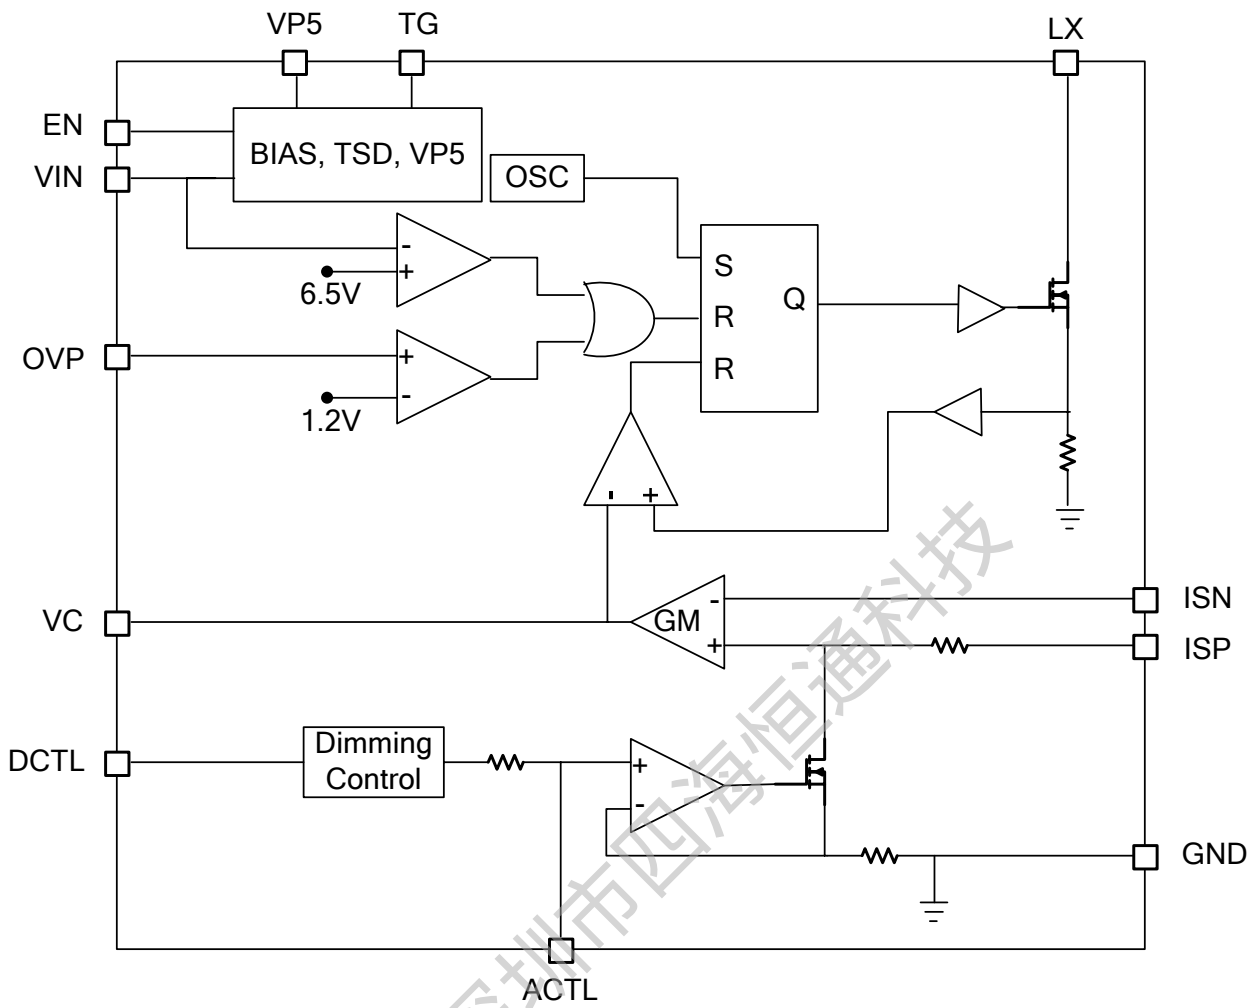 VP5
TG
LX
EN
VIN
BIAS, TSD, VP5
OSC
-
+
6.5V
S
Q
R
R
OVP
+
-
1.2V
-
+
VC
GM
-
+
ISN
ISP
DCTL
Dimming
Control
+
-
GND
ACTL
深圳市四海恒通科技